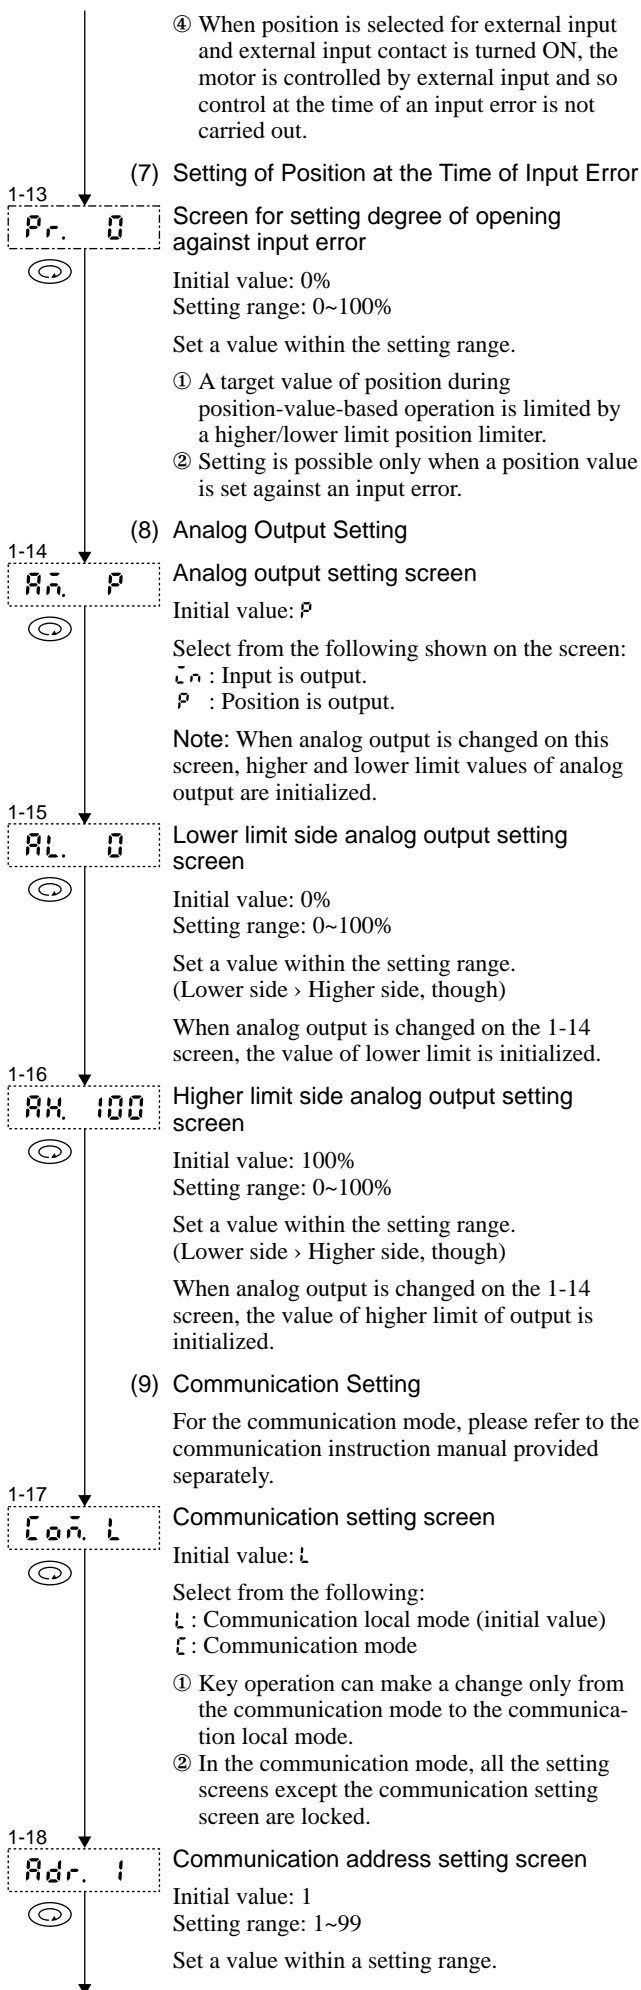 ④ When position is selected for external input
and external input contact is turned ON, the
motor is controlled by external input and so
control at the time of an input error is not
carried out.
(7) Setting of Position at the Time of Input Error
1-13
Pr. 0
Screen for setting degree of opening
against input error
Initial value: 0%
Setting range: 0~100%
Set a value within the setting range.
① A target value of position during
position-value-based operation is limited by
a higher/lower limit position limiter.
② Setting is possible only when a position value
is set against an input error.
(8) Analog Output Setting
1-14
Am. P
Analog output setting screen
Initial value: P
Select from the following shown on the screen:
in : Input is output.
P : Position is output.
Note: When analog output is changed on this
screen, higher and lower limit values of analog
output are initialized.
1-15
AL. 0
Lower limit side analog output setting
screen
Initial value: 0%
Setting range: 0~100%
Set a value within the setting range.
(Lower side › Higher side, though)
When analog output is changed on the 1-14
screen, the value of lower limit is initialized.
1-16
AH. 100
Higher limit side analog output setting
screen
Initial value: 100%
Setting range: 0~100%
Set a value within the setting range.
(Lower side › Higher side, though)
When analog output is changed on the 1-14
screen, the value of higher limit of output is
initialized.
(9) Communication Setting
For the communication mode, please refer to the
communication instruction manual provided
separately.
1-17
Com. L
Communication setting screen
Initial value: L
Select from the following:
L : Communication local mode (initial value)
C : Communication mode
① Key operation can make a change only from
the communication mode to the communica-
tion local mode.
② In the communication mode, all the setting
screens except the communication setting
screen are locked.
1-18
Adr. 1
Communication address setting screen
Initial value: 1
Setting range: 1~99
Set a value within a setting range.